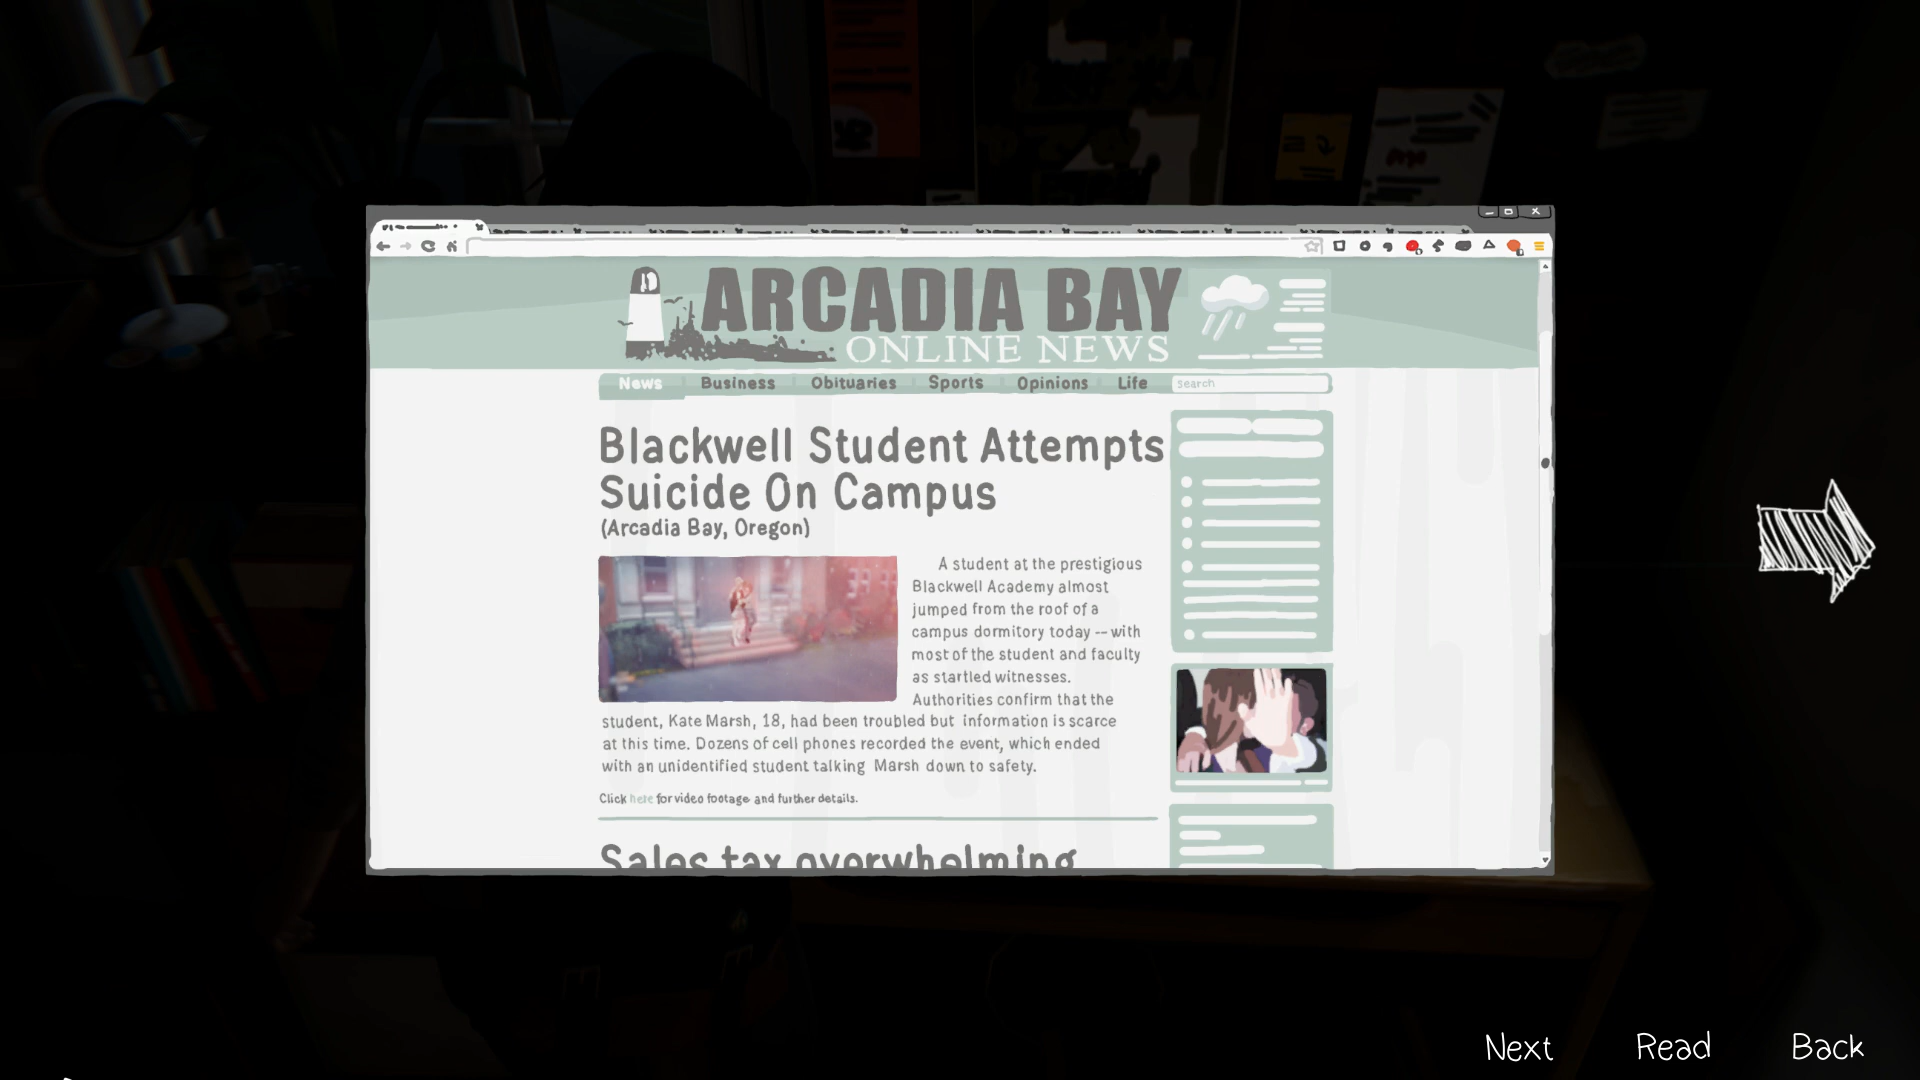 ARCADIA BAY
ONLINE NEWS
News Business Obituaries Sports Opinions Life search
Blackwell Student Attempts
Suicide On Campus
(Arcadia Bay, Oregon)
A student at the prestigious
Blackwell Academy almost
jumped from the roof of a
campus dormitory today -- with
most of the student and faculty
as startled witnesses.
Authorities confirm that the
student, Kate Marsh, 18, had been troubled but information is scarce
at this time. Dozens of cell phones recorded the event, which ended
with an unidentified student talking Marsh down to safety.
Click here for video footage and further details.
Sales tax overwhelming
Next Read Back